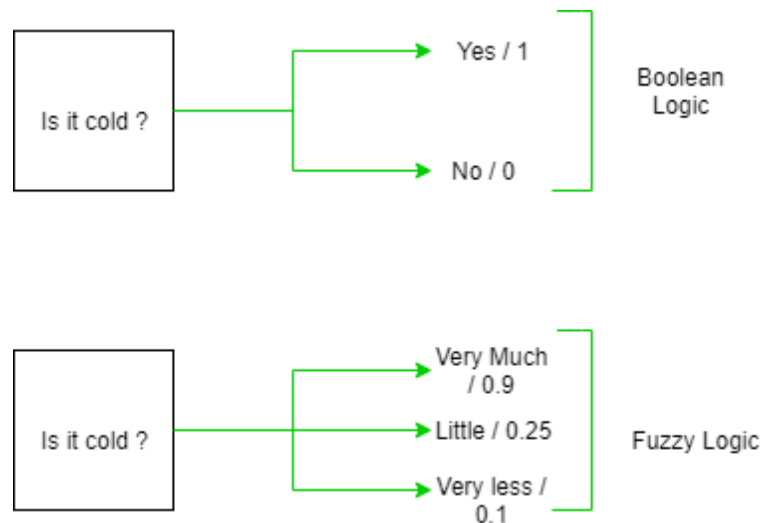 Is it cold ?
Yes / 1
No / 0
Boolean
Logic
Is it cold ?
Very Much
/ 0.9
Little / 0.25
Very less /
0.1
Fuzzy Logic